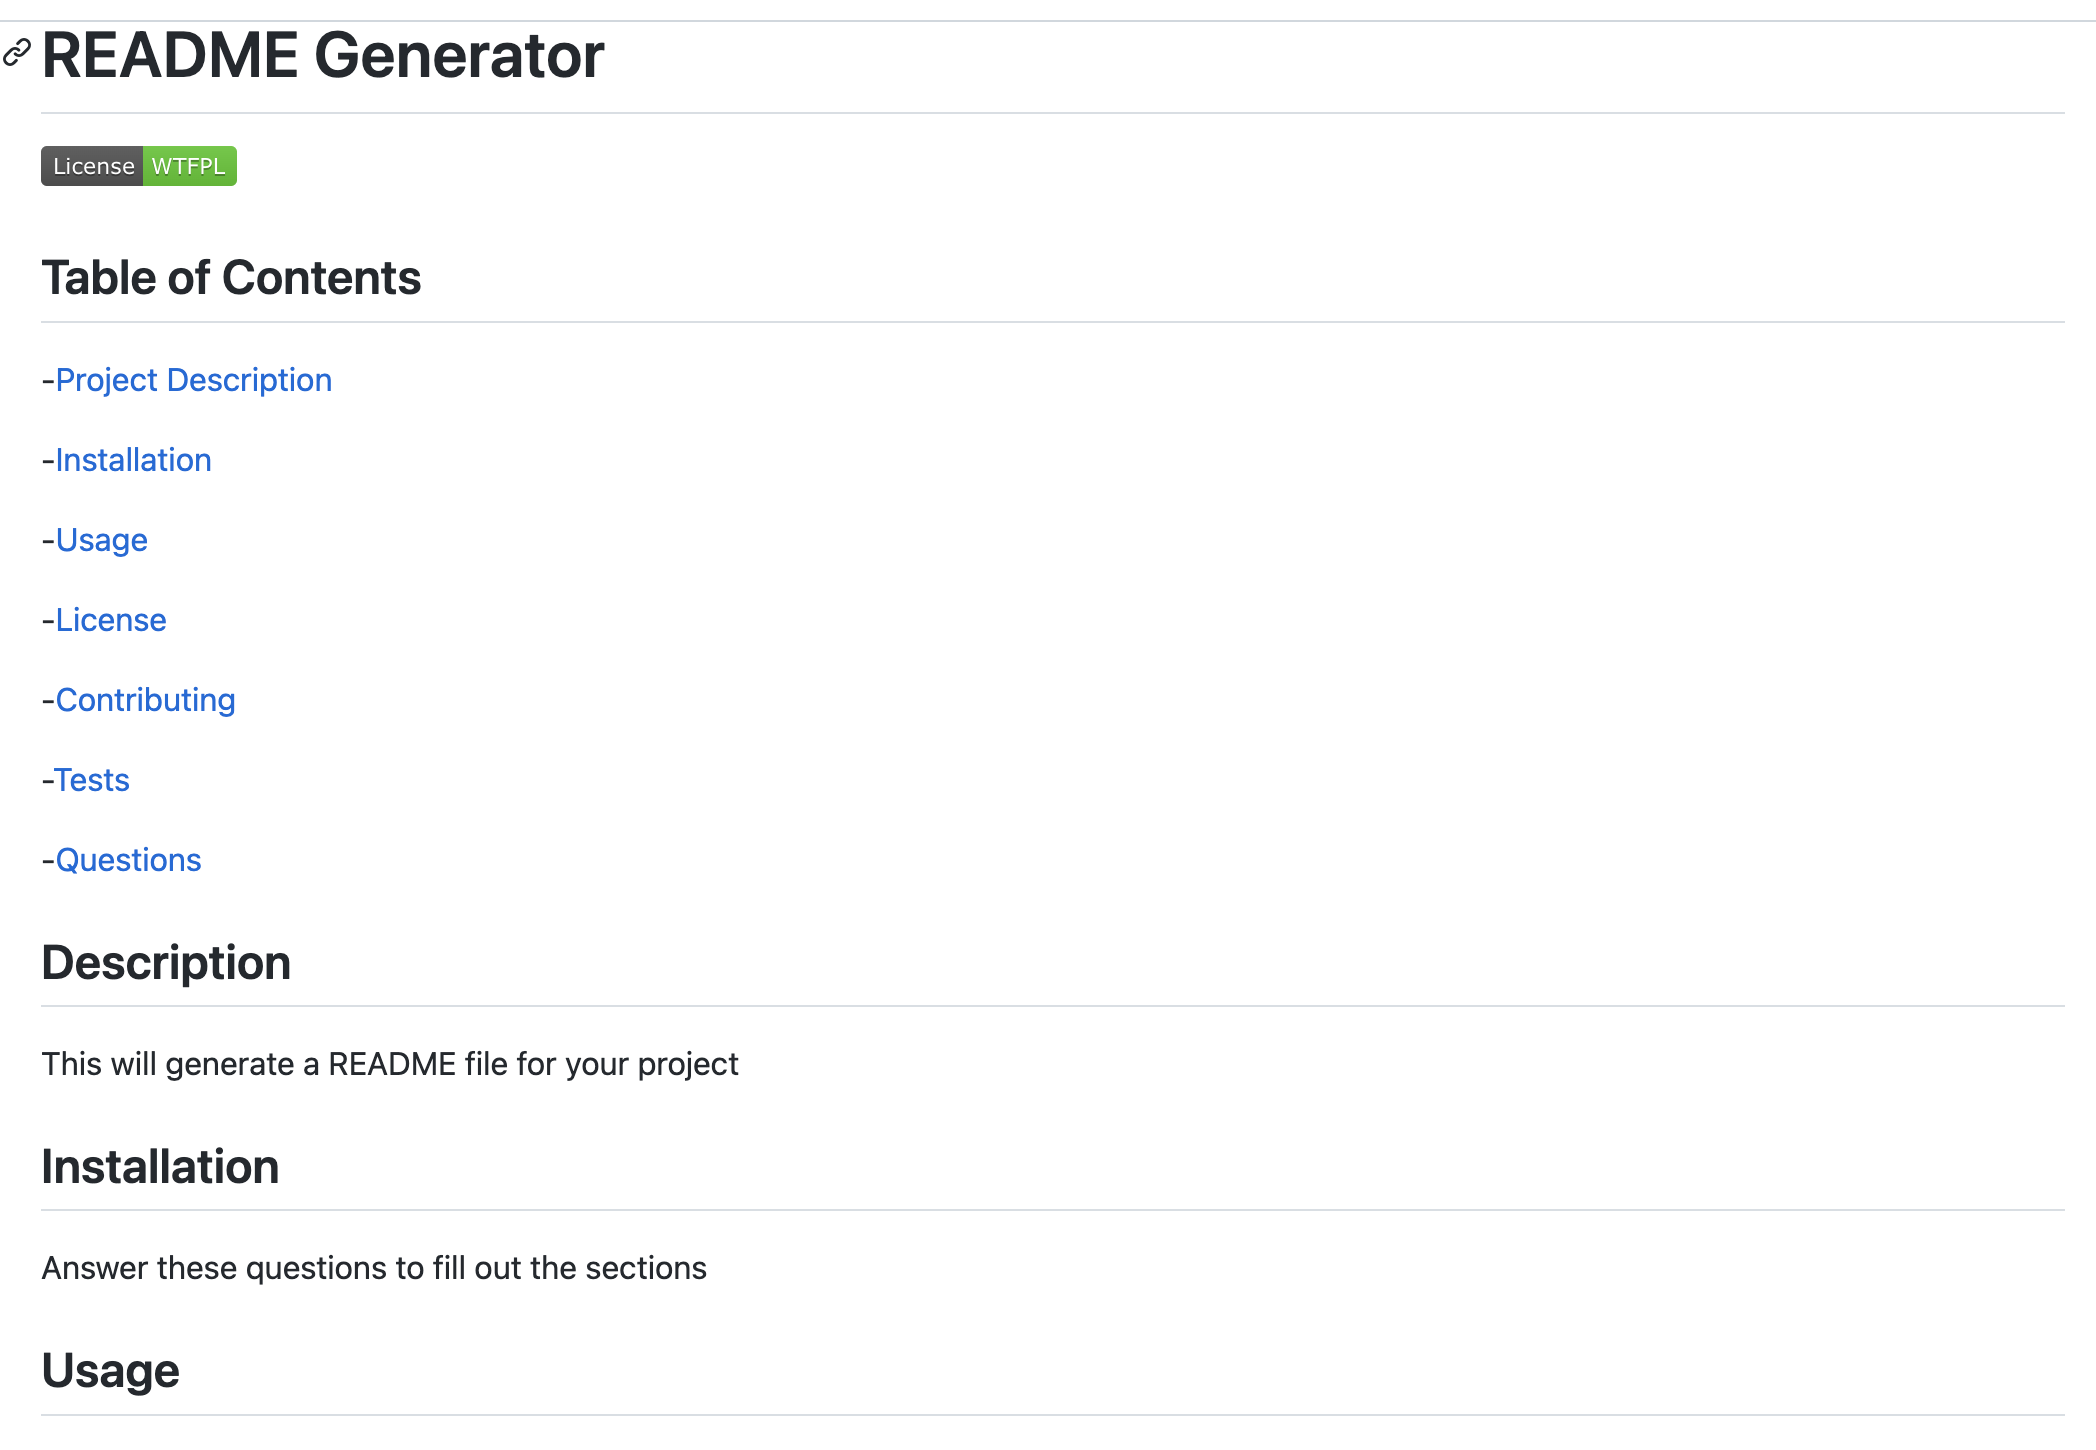 README Generator
License WTFPL
Table of Contents
-Project Description
-Installation
-Usage
-License
-Contributing
-Tests
-Questions
Description
This will generate a README file for your project
Installation
Answer these questions to fill out the sections
Usage